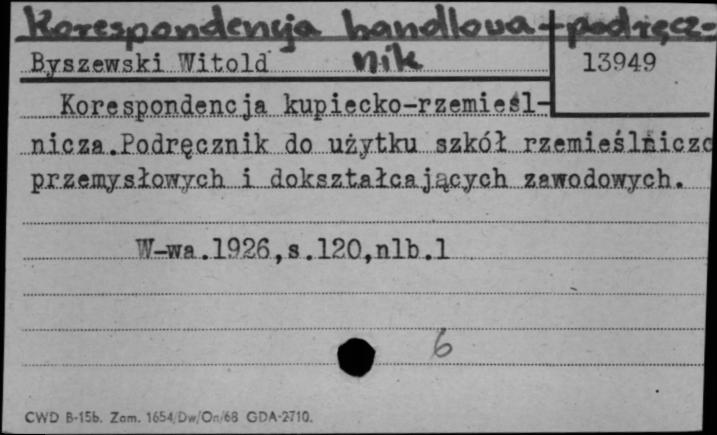 Korespondencja handlowa - podręcz-
nik
Byszewski Witold 13949
Korespondencja kupiecko-rzemieśl-
nicza.Podręcznik do użytku szkół rzemieślniczo
przemysłowych i dokształcających zawodowych.
W-wa.1926,s.120,nlb.1
6
CWD B-15b. Zam. 1654/Dw/On/68 GDA-2710.